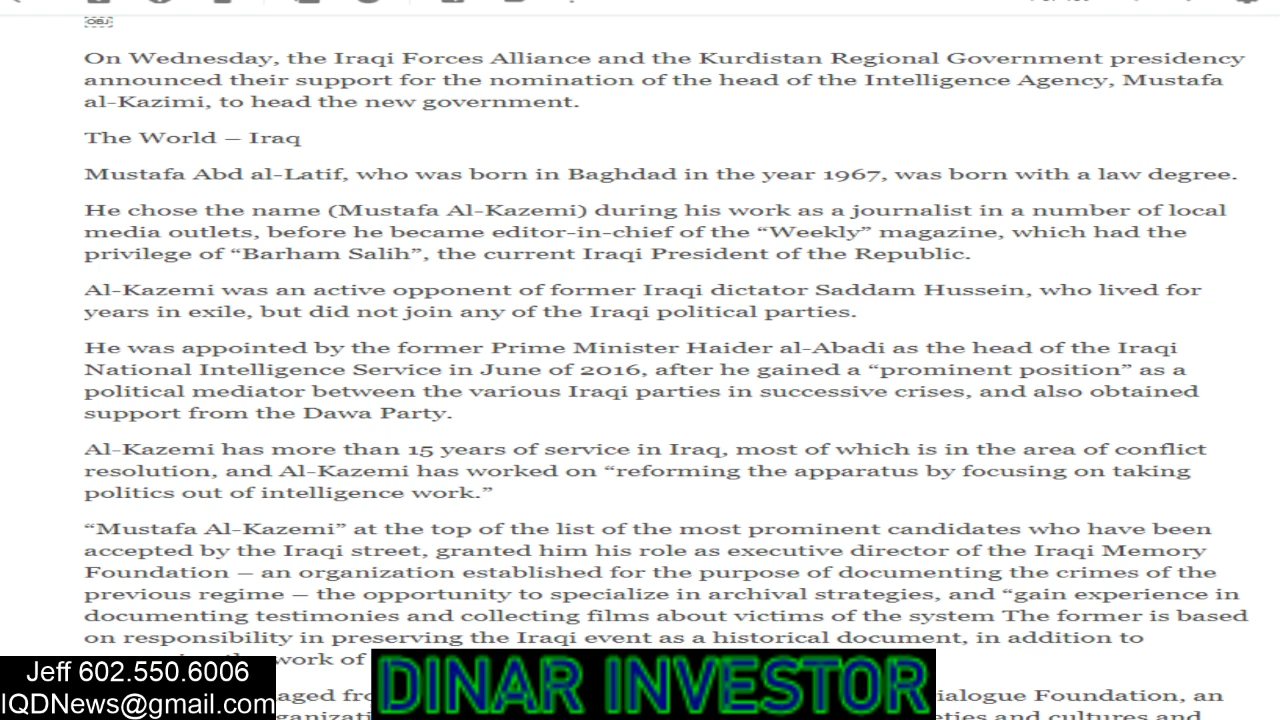 OBJ
On Wednesday, the Iraqi Forces Alliance and the Kurdistan Regional Government presidency
announced their support for the nomination of the head of the Intelligence Agency, Mustafa
al-Kazimi, to head the new government.
The World – Iraq
Mustafa Abd al-Latif, who was born in Baghdad in the year 1967, was born with a law degree.
He chose the name (Mustafa Al-Kazemi) during his work as a journalist in a number of local
media outlets, before he became editor-in-chief of the “Weekly” magazine, which had the
privilege of “Barham Salih”, the current Iraqi President of the Republic.
Al-Kazemi was an active opponent of former Iraqi dictator Saddam Hussein, who lived for
years in exile, but did not join any of the Iraqi political parties.
He was appointed by the former Prime Minister Haider al-Abadi as the head of the Iraqi
National Intelligence Service in June of 2016, after he gained a “prominent position” as a
political mediator between the various Iraqi parties in successive crises, and also obtained
support from the Dawa Party.
Al-Kazemi has more than 15 years of service in Iraq, most of which is in the area of conflict
resolution, and Al-Kazemi has worked on “reforming the apparatus by focusing on taking
politics out of intelligence work.”
“Mustafa Al-Kazemi” at the top of the list of the most prominent candidates who have been
accepted by the Iraqi street, granted him his role as executive director of the Iraqi Memory
Foundation – an organization established for the purpose of documenting the crimes of the
previous regime – the opportunity to specialize in archival strategies, and “gain experience in
documenting testimonies and collecting films about victims of the system The former is based
on responsibility in preserving the Iraqi event as a historical document, in addition to
work of
Foundation, an
and cultures and
Jeff 602.550.6006
IQDNews@gmail.com
DINAR INVESTOR